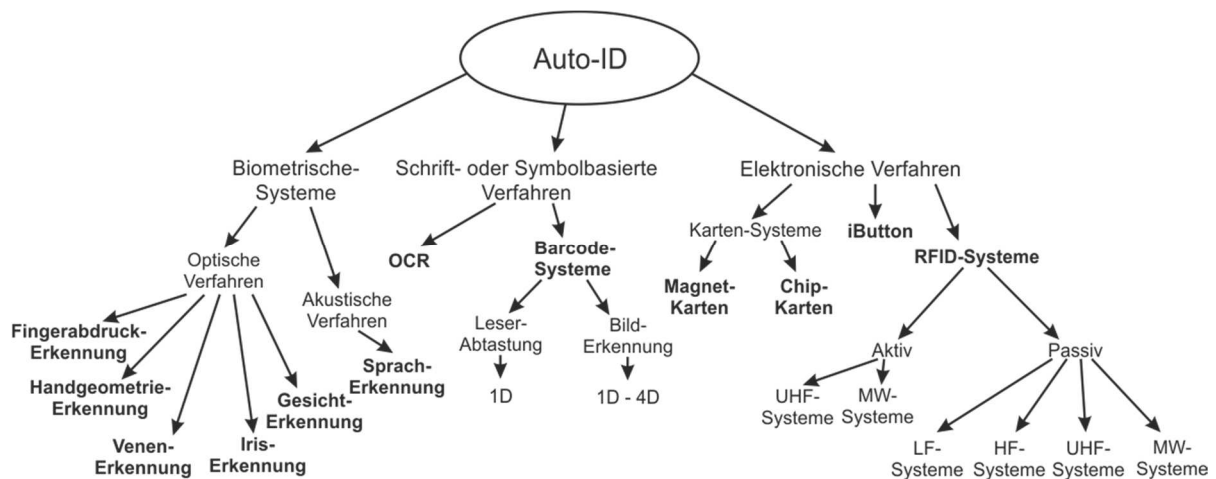 Auto-ID
Biometrische-
Systeme
Schrift- oder Symbolbasierte
Verfahren
Elektronische Verfahren
Optische
Verfahren
Akustische
Verfahren
OCR
Barcode-
Systeme
Karten-Systeme
iButton
RFID-Systeme
Magnet-
Karten
Chip-
Karten
Fingerabdruck-
Erkennung
Handgeometrie-
Erkennung
Venen-
Erkennung
Iris-
Erkennung
Gesicht-
Erkennung
Sprach-
Erkennung
Leser-
Abtastung
Bild-
Erkennung
1D
1D - 4D
Aktiv
Passiv
UHF-
Systeme
MW-
Systeme
LF-
Systeme
HF-
Systeme
UHF-
Systeme
MW-
Systeme